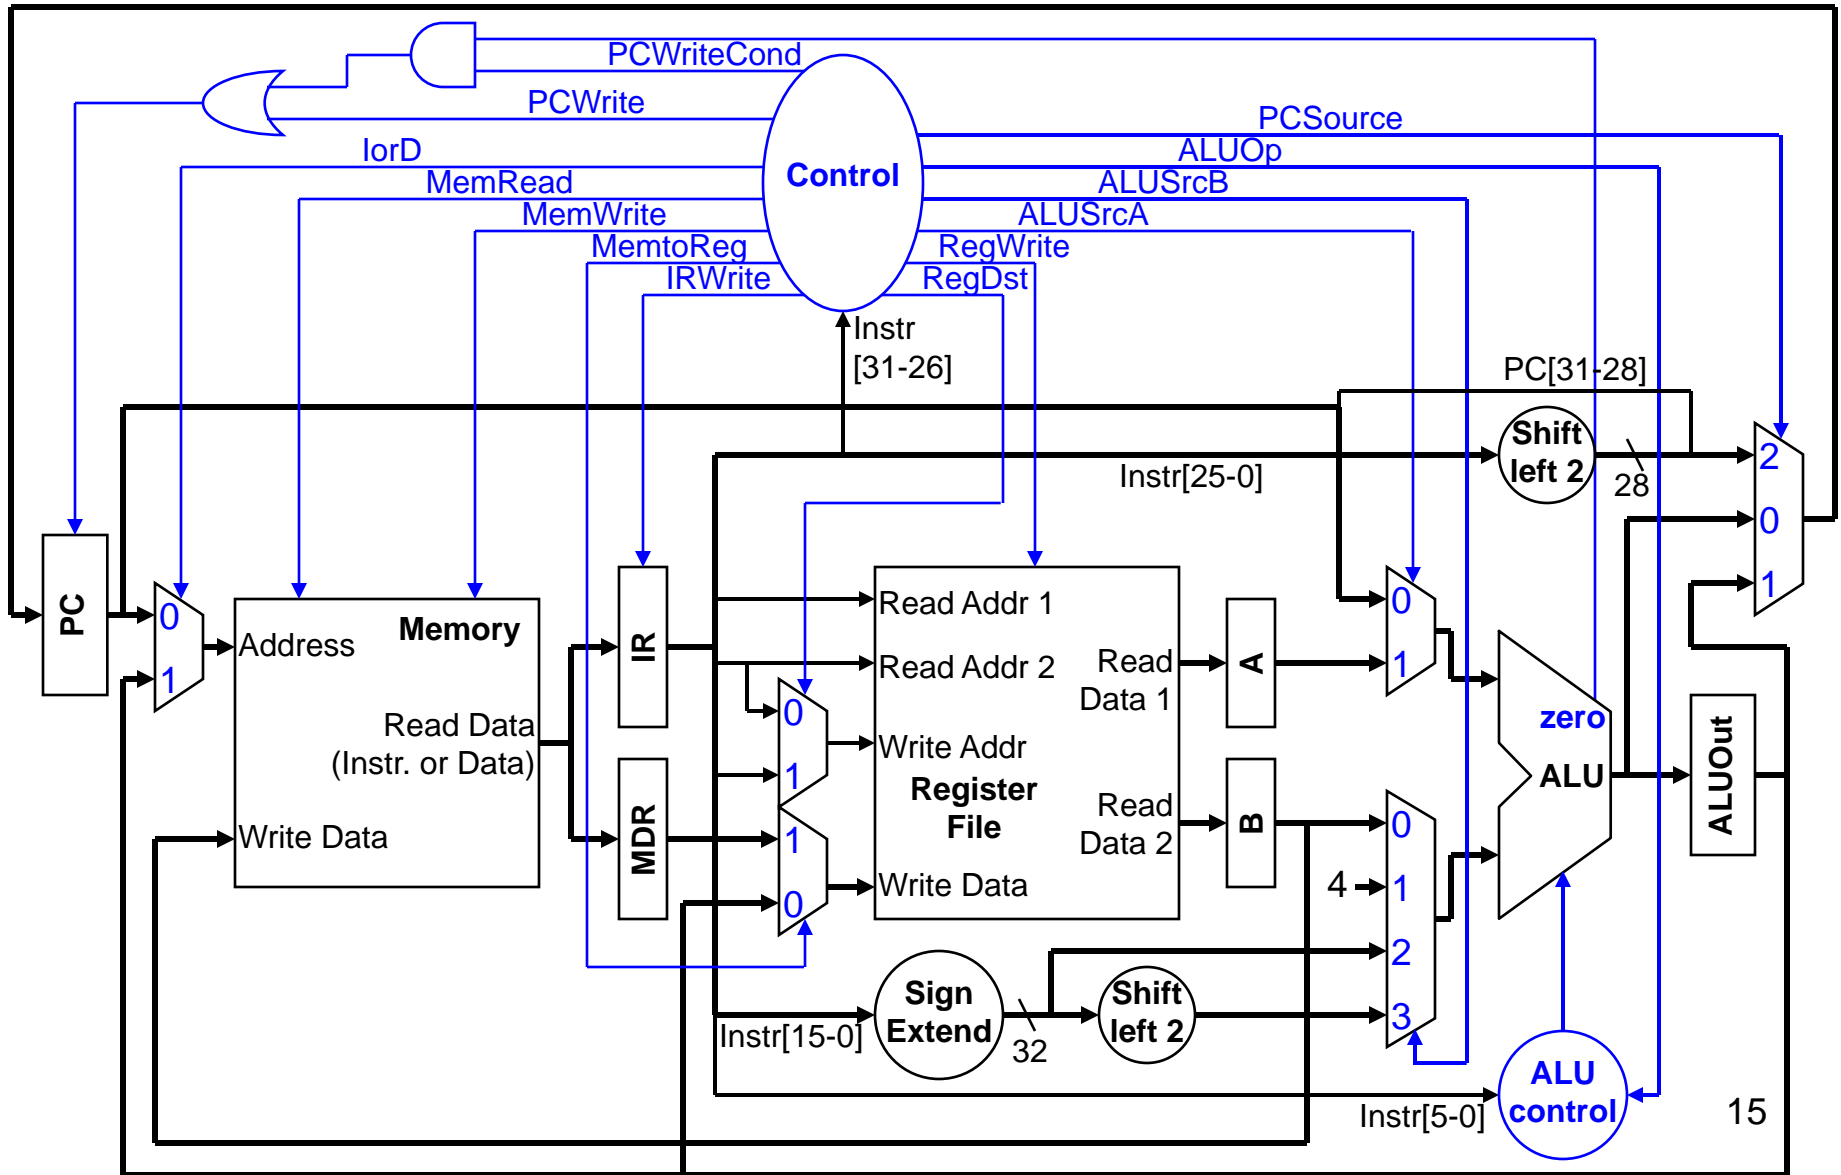 PCWriteCond
PCWrite
PCSource
IorD
ALUOp
Control
MemRead
ALUSrcB
MemWrite
ALUSrcA
MemtoReg
RegWrite
IRWrite
RegDst
Instr
[31-26]
PC[31-28]
Shift
left 2
Instr[25-0]
28
2
0
1
PC
0
1
Address
Memory
Read Data
(Instr. or Data)
Write Data
IR
MDR
0
1
1
0
Read Addr 1
Read Addr 2
Read
Data 1
Write Addr
Register
File
Read
Data 2
Write Data
A
B
0
1
4
0
1
2
3
zero
ALU
ALUOut
Sign
Extend
Instr[15-0]
32
Shift
left 2
ALU
control
Instr[5-0]
15